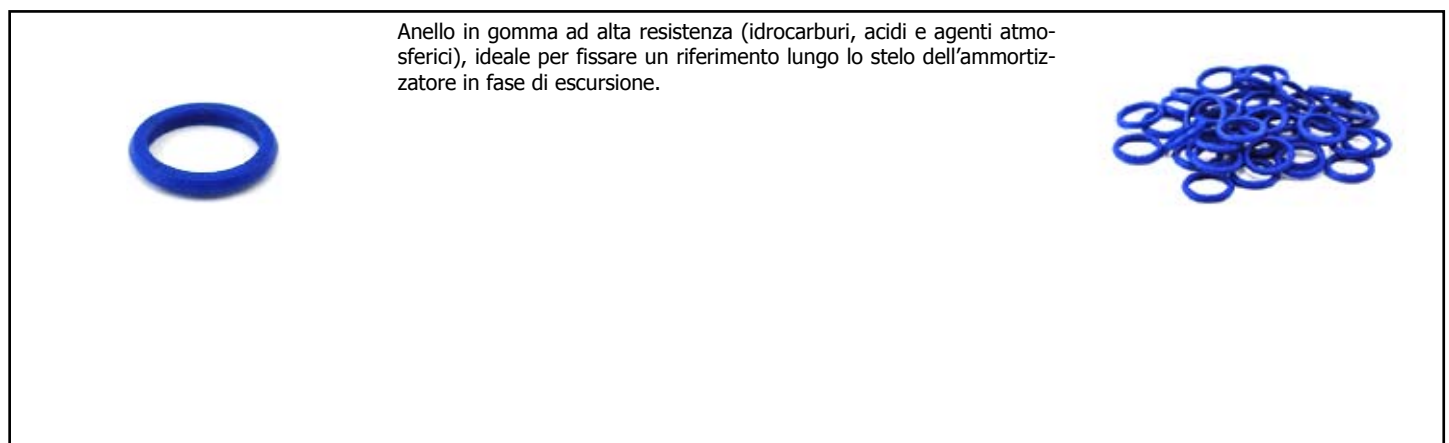 Anello in gomma ad alta resistenza (idrocarburi, acidi e agenti atmo-
sferici), ideale per fissare un riferimento lungo lo stelo dell’ammortiz-
zatore in fase di escursione.